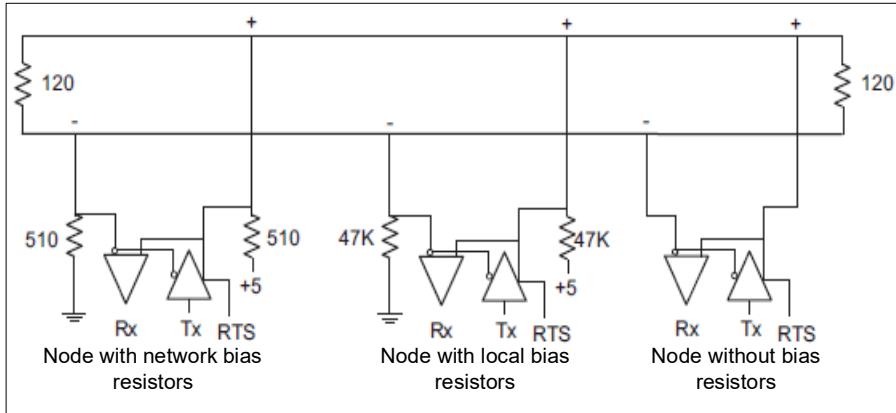 + + +
120 120
- - -
510 510 47K 47K
+5 +5
Rx Tx RTS Rx Tx RTS Rx Tx RTS
Node with network bias
resistors
Node with local bias
resistors
Node without bias
resistors